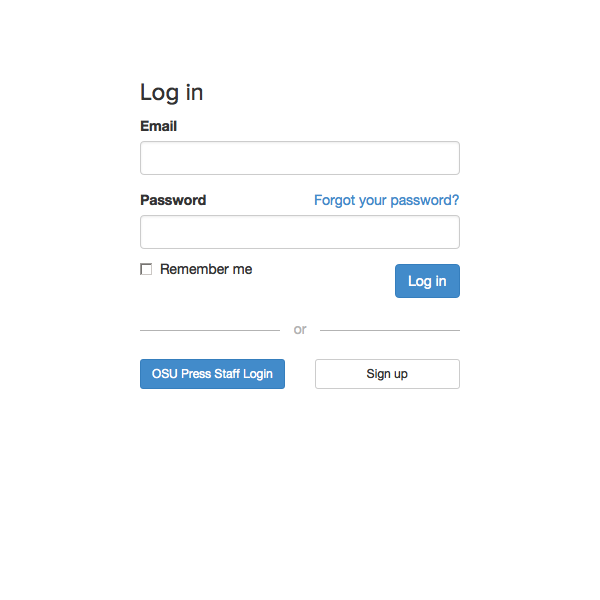 Log in
Email
Password Forgot your password?
Remember me
Log in
or
OSU Press Staff Login Sign up